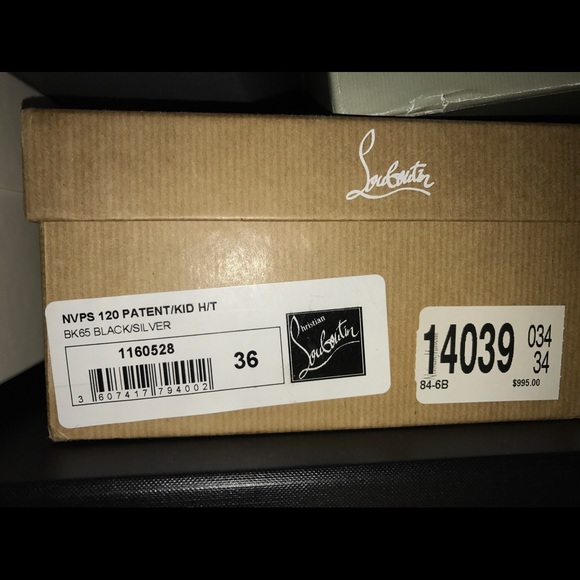 Louboutin
NVPS 120 PATENT/KID H/T
BK65 BLACK/SILVER
1160528
36
3 607417 794002
Christian
Louboutin
14039 034
34
84-6B $995.00